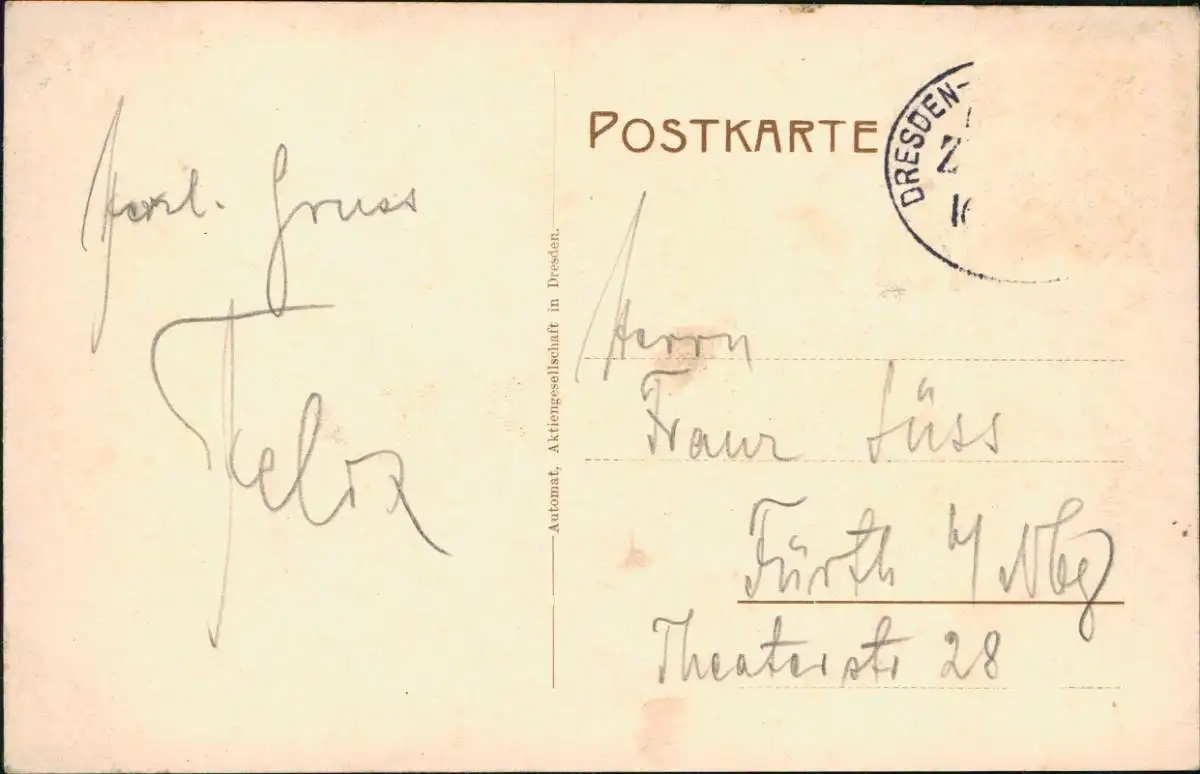 Herzl. Gruss
Felix
Automat, Aktiengesellschaft in Dresden.
POSTKARTE
DRESDEN-
Herrn
Franz Süss
Fürth b/Nbg
Theaterstr 28